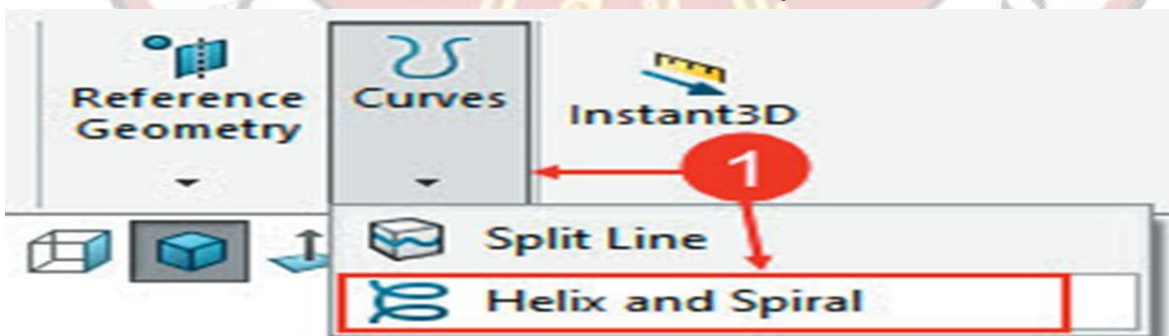 Reference
Geometry
Curves
Instant3D
1
Split Line
Helix and Spiral